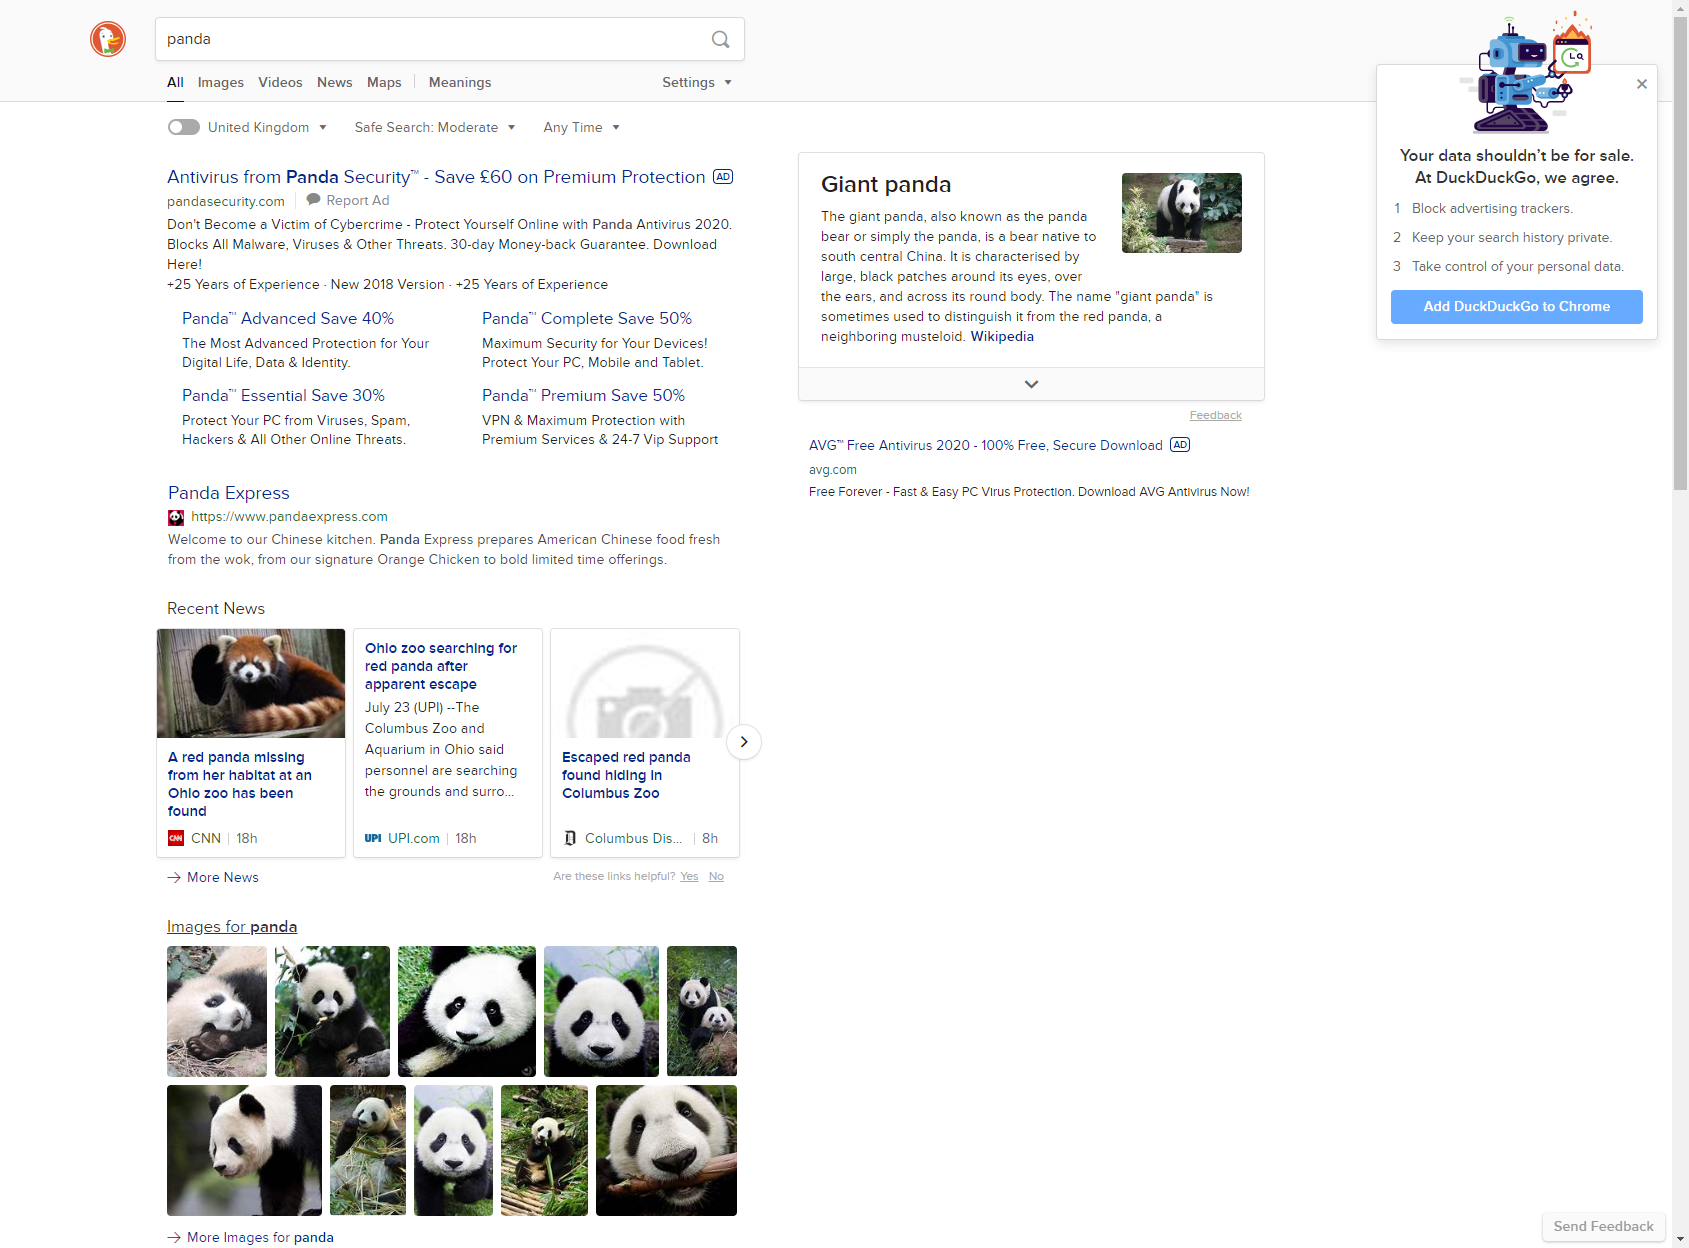 panda
All Images Videos News Maps Meanings Settings
United Kingdom Safe Search: Moderate Any Time
Antivirus from Panda Security™ - Save £60 on Premium Protection AD
pandasecurity.com Report Ad
Don't Become a Victim of Cybercrime - Protect Yourself Online with Panda Antivirus 2020.
Blocks All Malware, Viruses & Other Threats. 30-day Money-back Guarantee. Download
Here!
+25 Years of Experience · New 2018 Version · +25 Years of Experience
Panda™ Advanced Save 40%
The Most Advanced Protection for Your
Digital Life, Data & Identity.
Panda™ Complete Save 50%
Maximum Security for Your Devices!
Protect Your PC, Mobile and Tablet.
Panda™ Essential Save 30%
Protect Your PC from Viruses, Spam,
Hackers & All Other Online Threats.
Panda™ Premium Save 50%
VPN & Maximum Protection with
Premium Services & 24-7 Vip Support
Panda Express
https://www.pandaexpress.com
Welcome to our Chinese kitchen. Panda Express prepares American Chinese food fresh
from the wok, from our signature Orange Chicken to bold limited time offerings.
Recent News
A red panda missing
from her habitat at an
Ohio zoo has been
found
CNN CNN 18h
Ohio zoo searching for
red panda after
apparent escape
July 23 (UPI) --The
Columbus Zoo and
Aquarium in Ohio said
personnel are searching
the grounds and surro...
UPI UPI.com 18h
Escaped red panda
found hiding in
Columbus Zoo
Columbus Dis... 8h
More News
Are these links helpful? Yes No
Images for panda
More Images for panda
Giant panda
The giant panda, also known as the panda
bear or simply the panda, is a bear native to
south central China. It is characterised by
large, black patches around its eyes, over
the ears, and across its round body. The name "giant panda" is
sometimes used to distinguish it from the red panda, a
neighboring musteloid. Wikipedia
Feedback
AVG™ Free Antivirus 2020 - 100% Free, Secure Download AD
avg.com
Free Forever - Fast & Easy PC Virus Protection. Download AVG Antivirus Now!
Your data shouldn't be for sale.
At DuckDuckGo, we agree.
1 Block advertising trackers.
2 Keep your search history private.
3 Take control of your personal data.
Add DuckDuckGo to Chrome
Send Feedback